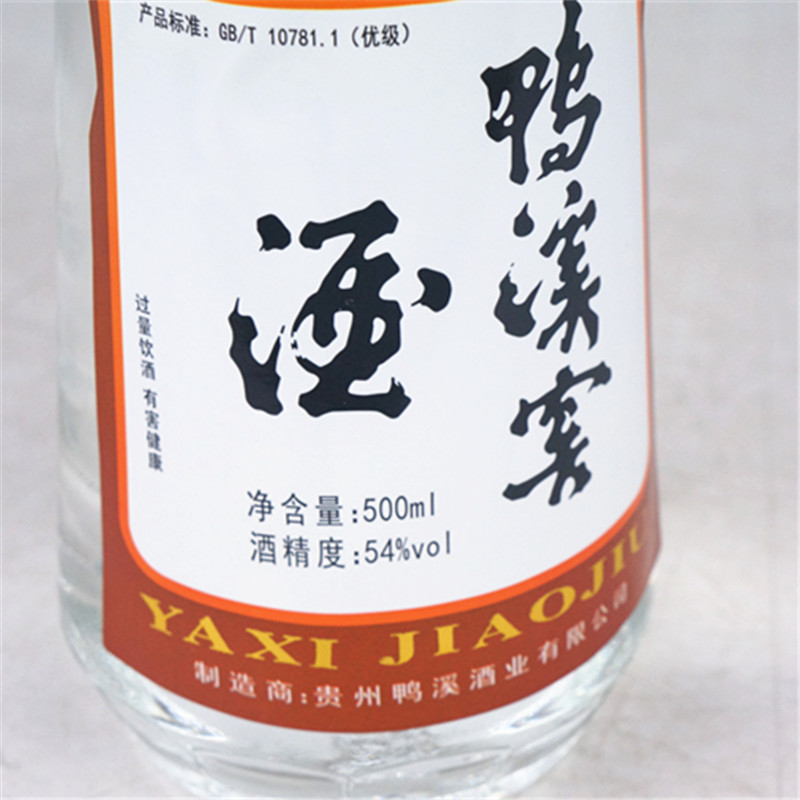 产品标准：GB/T 10781.1（优级）
鸭溪窖
酒
过量饮酒 有害健康
净含量:500ml
酒精度:54%vol
YAXI JIAOJIU
制造商:贵州鸭溪酒业有限公司